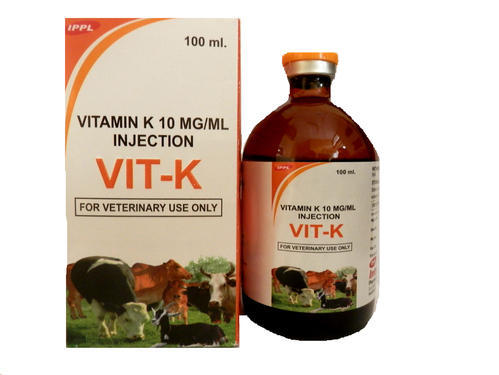 IPPL
100 ml.
VITAMIN K 10 MG/ML
INJECTION
VIT-K
FOR VETERINARY USE ONLY
IPPL
100 ml.
VITAMIN K 10 MG/ML
INJECTION
VIT-K
FOR VETERINARY USE ONLY